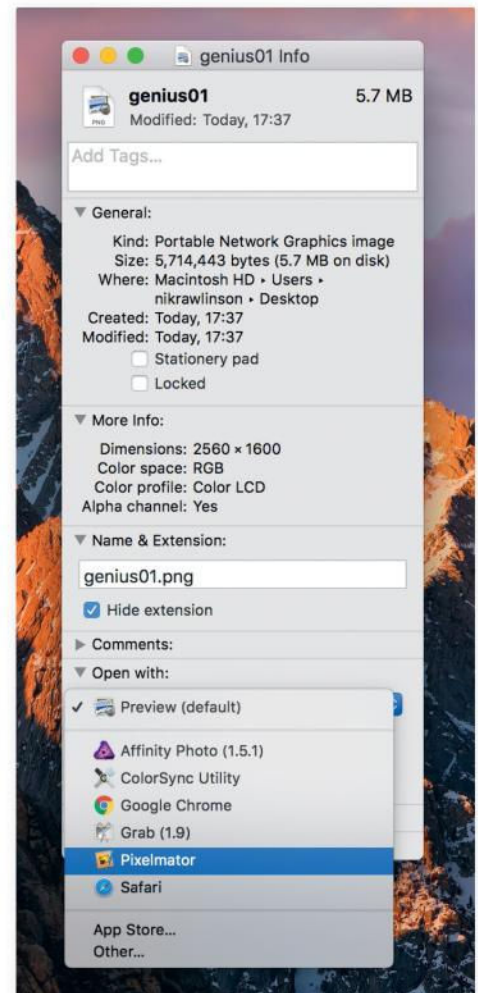 genius01 Info
genius01 5.7 MB
PNG
Modified: Today, 17:37
Add Tags...
General:
Kind: Portable Network Graphics image
Size: 5,714,443 bytes (5.7 MB on disk)
Where: Macintosh HD ▸ Users ▸
nikrawlinson ▸ Desktop
Created: Today, 17:37
Modified: Today, 17:37
Stationery pad
Locked
More Info:
Dimensions: 2560 × 1600
Color space: RGB
Color profile: Color LCD
Alpha channel: Yes
Name & Extension:
genius01.png
Hide extension
Comments:
Open with:
Preview (default)
Affinity Photo (1.5.1)
ColorSync Utility
Google Chrome
Grab (1.9)
Pixelmator
Safari
App Store...
Other...